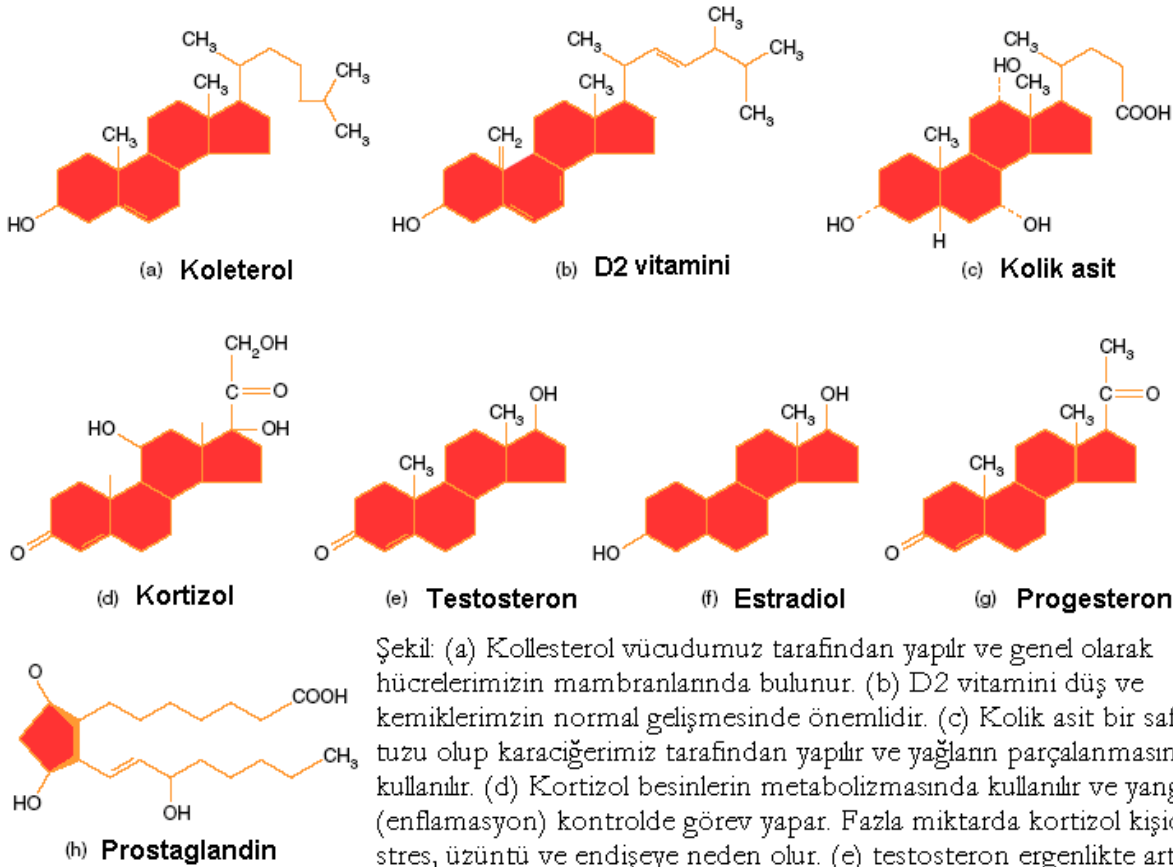 CH₃
CH₃
CH₃
CH₃
CH₃
HO
(a) Koleterol
CH₃
CH₃
CH₃
CH₃
CH₃
CH₂
HO
(b) D2 vitamini
CH₃
HO
CH₃
COOH
CH₃
HO
OH
H
(c) Kolik asit
CH₂OH
C
O
HO
OH
O
(d) Kortizol
OH
CH₃
CH₃
O
(e) Testosteron
OH
CH₃
HO
(f) Estradiol
CH₃
C
O
CH₃
CH₃
O
(g) Progesteron
O
COOH
CH₃
HO
OH
(h) Prostaglandin
Şekil: (a) Kollesterol vücudumuz tarafından yapılr ve genel olarak
hücrelerimizin mambranlarında bulunur. (b) D2 vitamini düş ve
kemiklerimzin normal gelişmesinde önemlidir. (c) Kolik asit bir saf
tuzu olup karaciğerimiz tarafından yapılır ve yağların parçalanmasın
kullanılır. (d) Kortizol besinlerin metabolizmasında kullanılır ve yang
(enflamasyon) kontrolde görev yapar. Fazla miktarda kortizol kişic
stres, üzüntü ve endişeye neden olur. (e) testosteron ergenlikte art